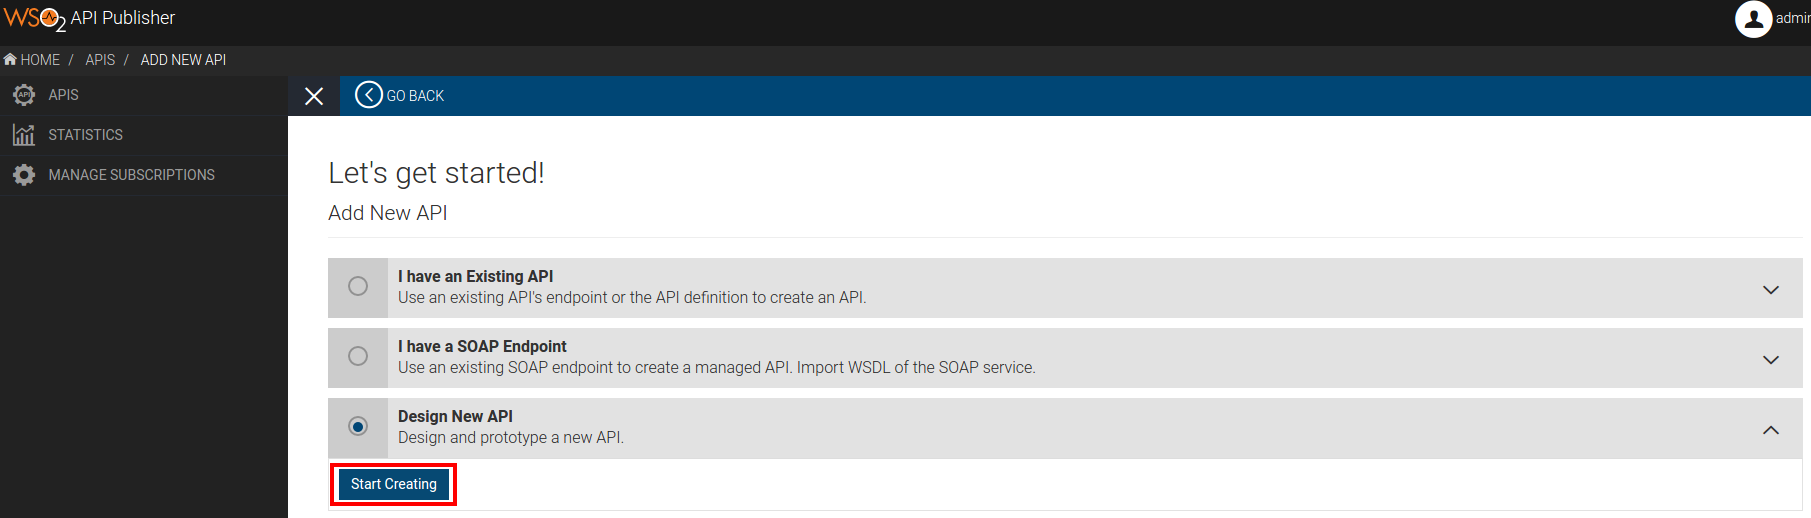 WSO2 API Publisher
admin
HOME / APIS / ADD NEW API
APIS
GO BACK
STATISTICS
MANAGE SUBSCRIPTIONS
Let's get started!
Add New API
I have an Existing API
Use an existing API's endpoint or the API definition to create an API.
I have a SOAP Endpoint
Use an existing SOAP endpoint to create a managed API. Import WSDL of the SOAP service.
Design New API
Design and prototype a new API.
Start Creating